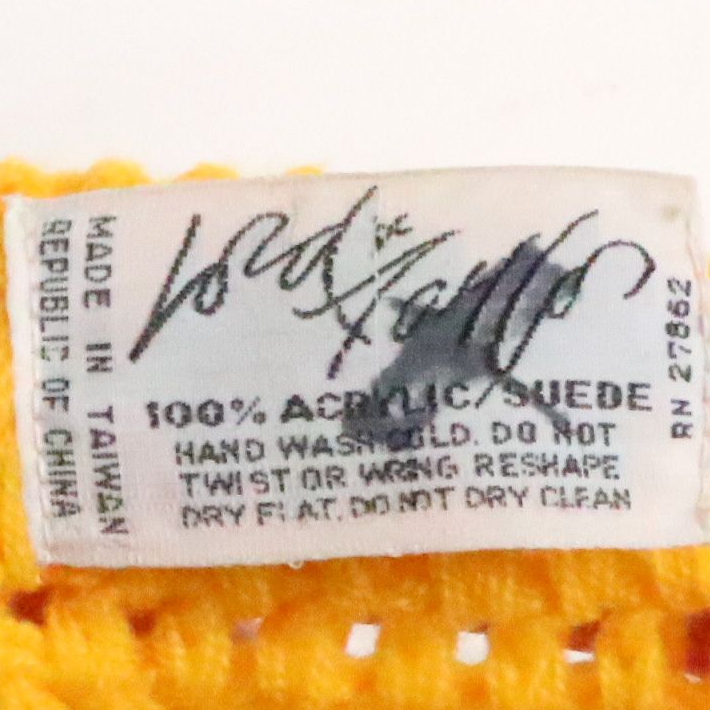 Lord & Taylor
100% ACRYLIC/SUEDE
HAND WASH COLD. DO NOT
TWIST OR WRING RESHAPE
DRY FLAT. DO NOT DRY CLEAN
MADE IN TAIWAN
REPUBLIC OF CHINA
RN 27862